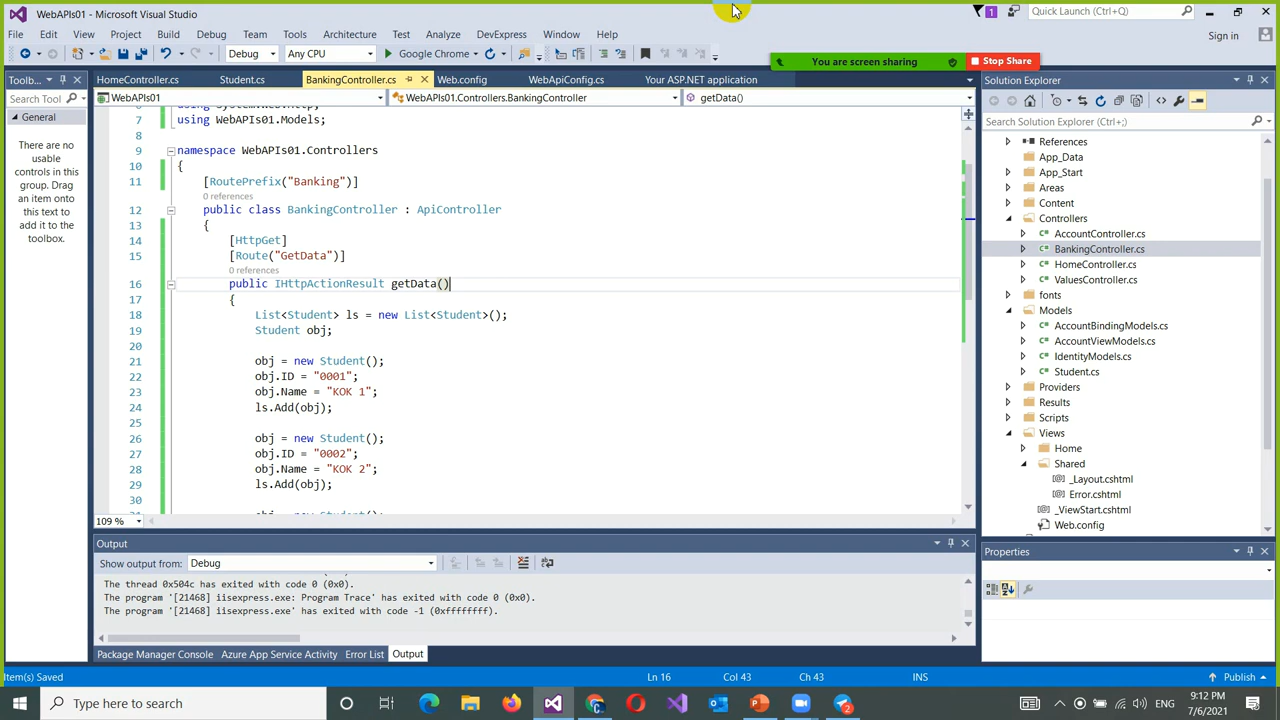 WebAPIs01 - Microsoft Visual Studio
1
Quick Launch (Ctrl+Q)
File Edit View Project Build Debug Team Tools Architecture Test Analyze DevExpress Window Help
Sign in
Debug Any CPU Google Chrome
You are screen sharing Stop Share
Toolb...
Search Tool
General
There are no
usable
controls in this
group. Drag
an item onto
this text to
add it to the
toolbox.
HomeController.cs Student.cs BankingController.cs Web.config WebApiConfig.cs Your ASP.NET application
WebAPIs01 WebAPIs01.Controllers.BankingController getData()
7 using WebAPIs01.Models;
8
9 namespace WebAPIs01.Controllers
10 {
11 [RoutePrefix("Banking")]
0 references
12 public class BankingController : ApiController
13 {
14 [HttpGet]
15 [Route("GetData")]
0 references
16 public IHttpActionResult getData()
17 {
18 List<Student> ls = new List<Student>();
19 Student obj;
20
21 obj = new Student();
22 obj.ID = "0001";
23 obj.Name = "KOK 1";
24 ls.Add(obj);
25
26 obj = new Student();
27 obj.ID = "0002";
28 obj.Name = "KOK 2";
29 ls.Add(obj);
30
109 %
Solution Explorer
Search Solution Explorer (Ctrl+;)
References
App_Data
App_Start
Areas
Content
Controllers
AccountController.cs
BankingController.cs
HomeController.cs
ValuesController.cs
fonts
Models
AccountBindingModels.cs
AccountViewModels.cs
IdentityModels.cs
Student.cs
Providers
Results
Scripts
Views
Home
Shared
_Layout.cshtml
Error.cshtml
_ViewStart.cshtml
Web.config
Output
Show output from: Debug
The thread 0x504c has exited with code 0 (0x0).
The program '[21468] iisexpress.exe: Program Trace' has exited with code 0 (0x0).
The program '[21468] iisexpress.exe' has exited with code -1 (0xffffffff).
Package Manager Console Azure App Service Activity Error List Output
Properties
Item(s) Saved Ln 16 Col 43 Ch 43 INS Publish
Type here to search
2
9:12 PM
7/6/2021